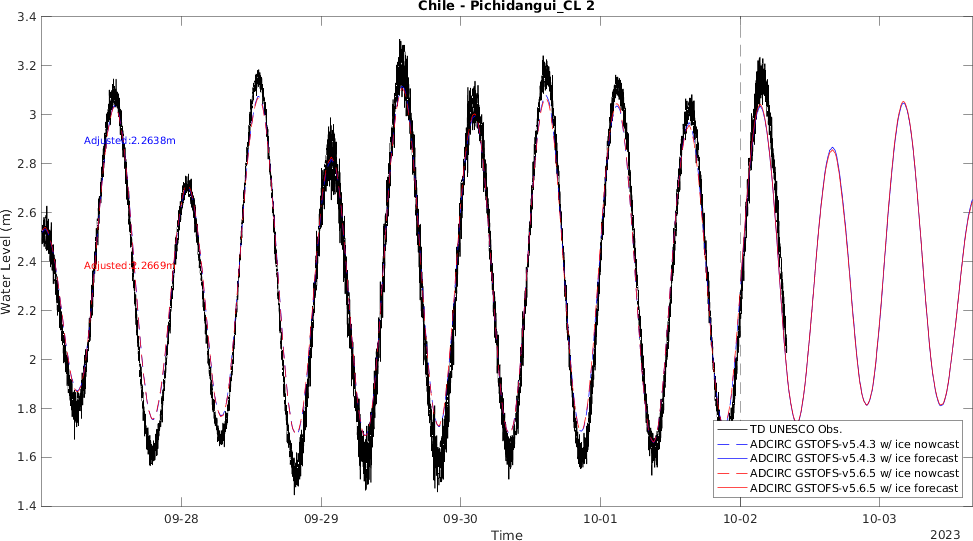 Chile - Pichidangui_CL 2
3.4
3.2
3
2.8
2.6
2.4
2.2
2
1.8
1.6
1.4
Water Level (m)
Adjusted:2.2638m
Adjusted:2.2669m
TD UNESCO Obs.
ADCIRC GSTOFS-v5.4.3 w/ ice nowcast
ADCIRC GSTOFS-v5.4.3 w/ ice forecast
ADCIRC GSTOFS-v5.6.5 w/ ice nowcast
ADCIRC GSTOFS-v5.6.5 w/ ice forecast
09-28
09-29
09-30
10-01
10-02
10-03
Time
2023